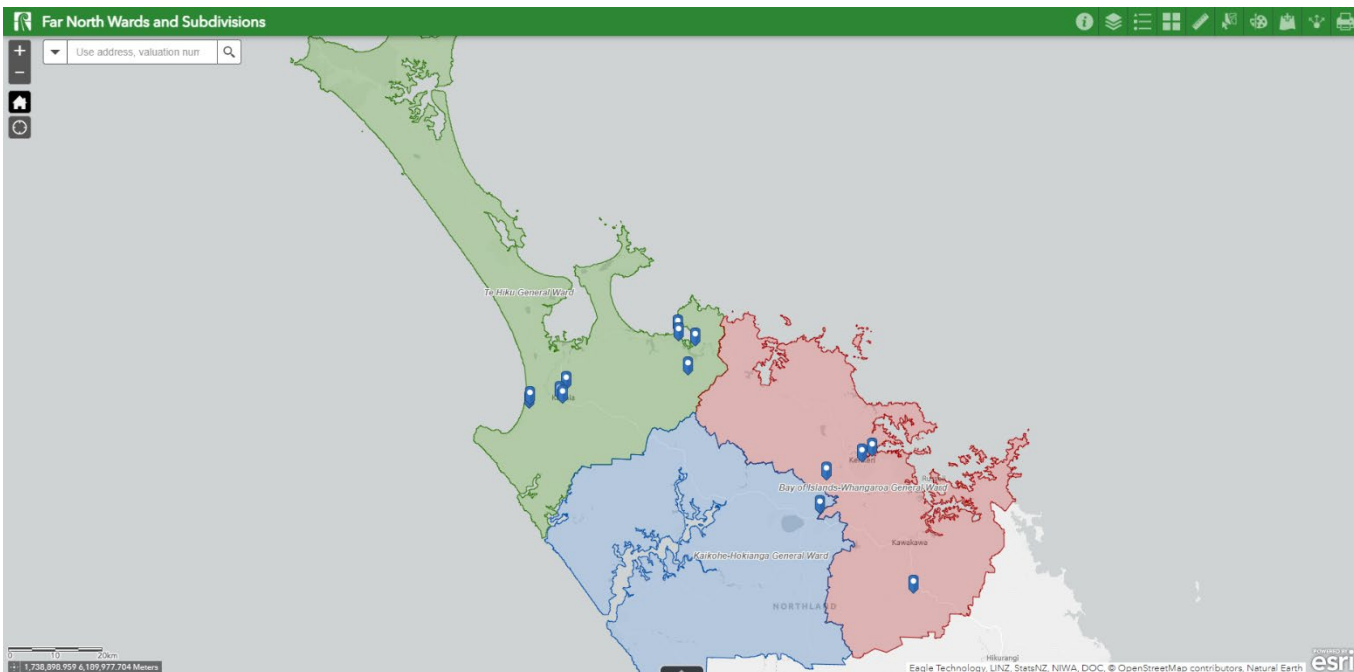 Far North Wards and Subdivisions
+
Use address, valuation num
−
Te Hiku General Ward
Bay of Islands-Whangaroa General Ward
Kawakawa
Kaikohe-Hokianga General Ward
NORTHLAND
Hikurangi
0 10 20km
1,738,898.959 6,189,977.704 Meters
Eagle Technology, LINZ, StatsNZ, NIWA, DOC, © OpenStreetMap contributors, Natural Earth
POWERED BY
esri